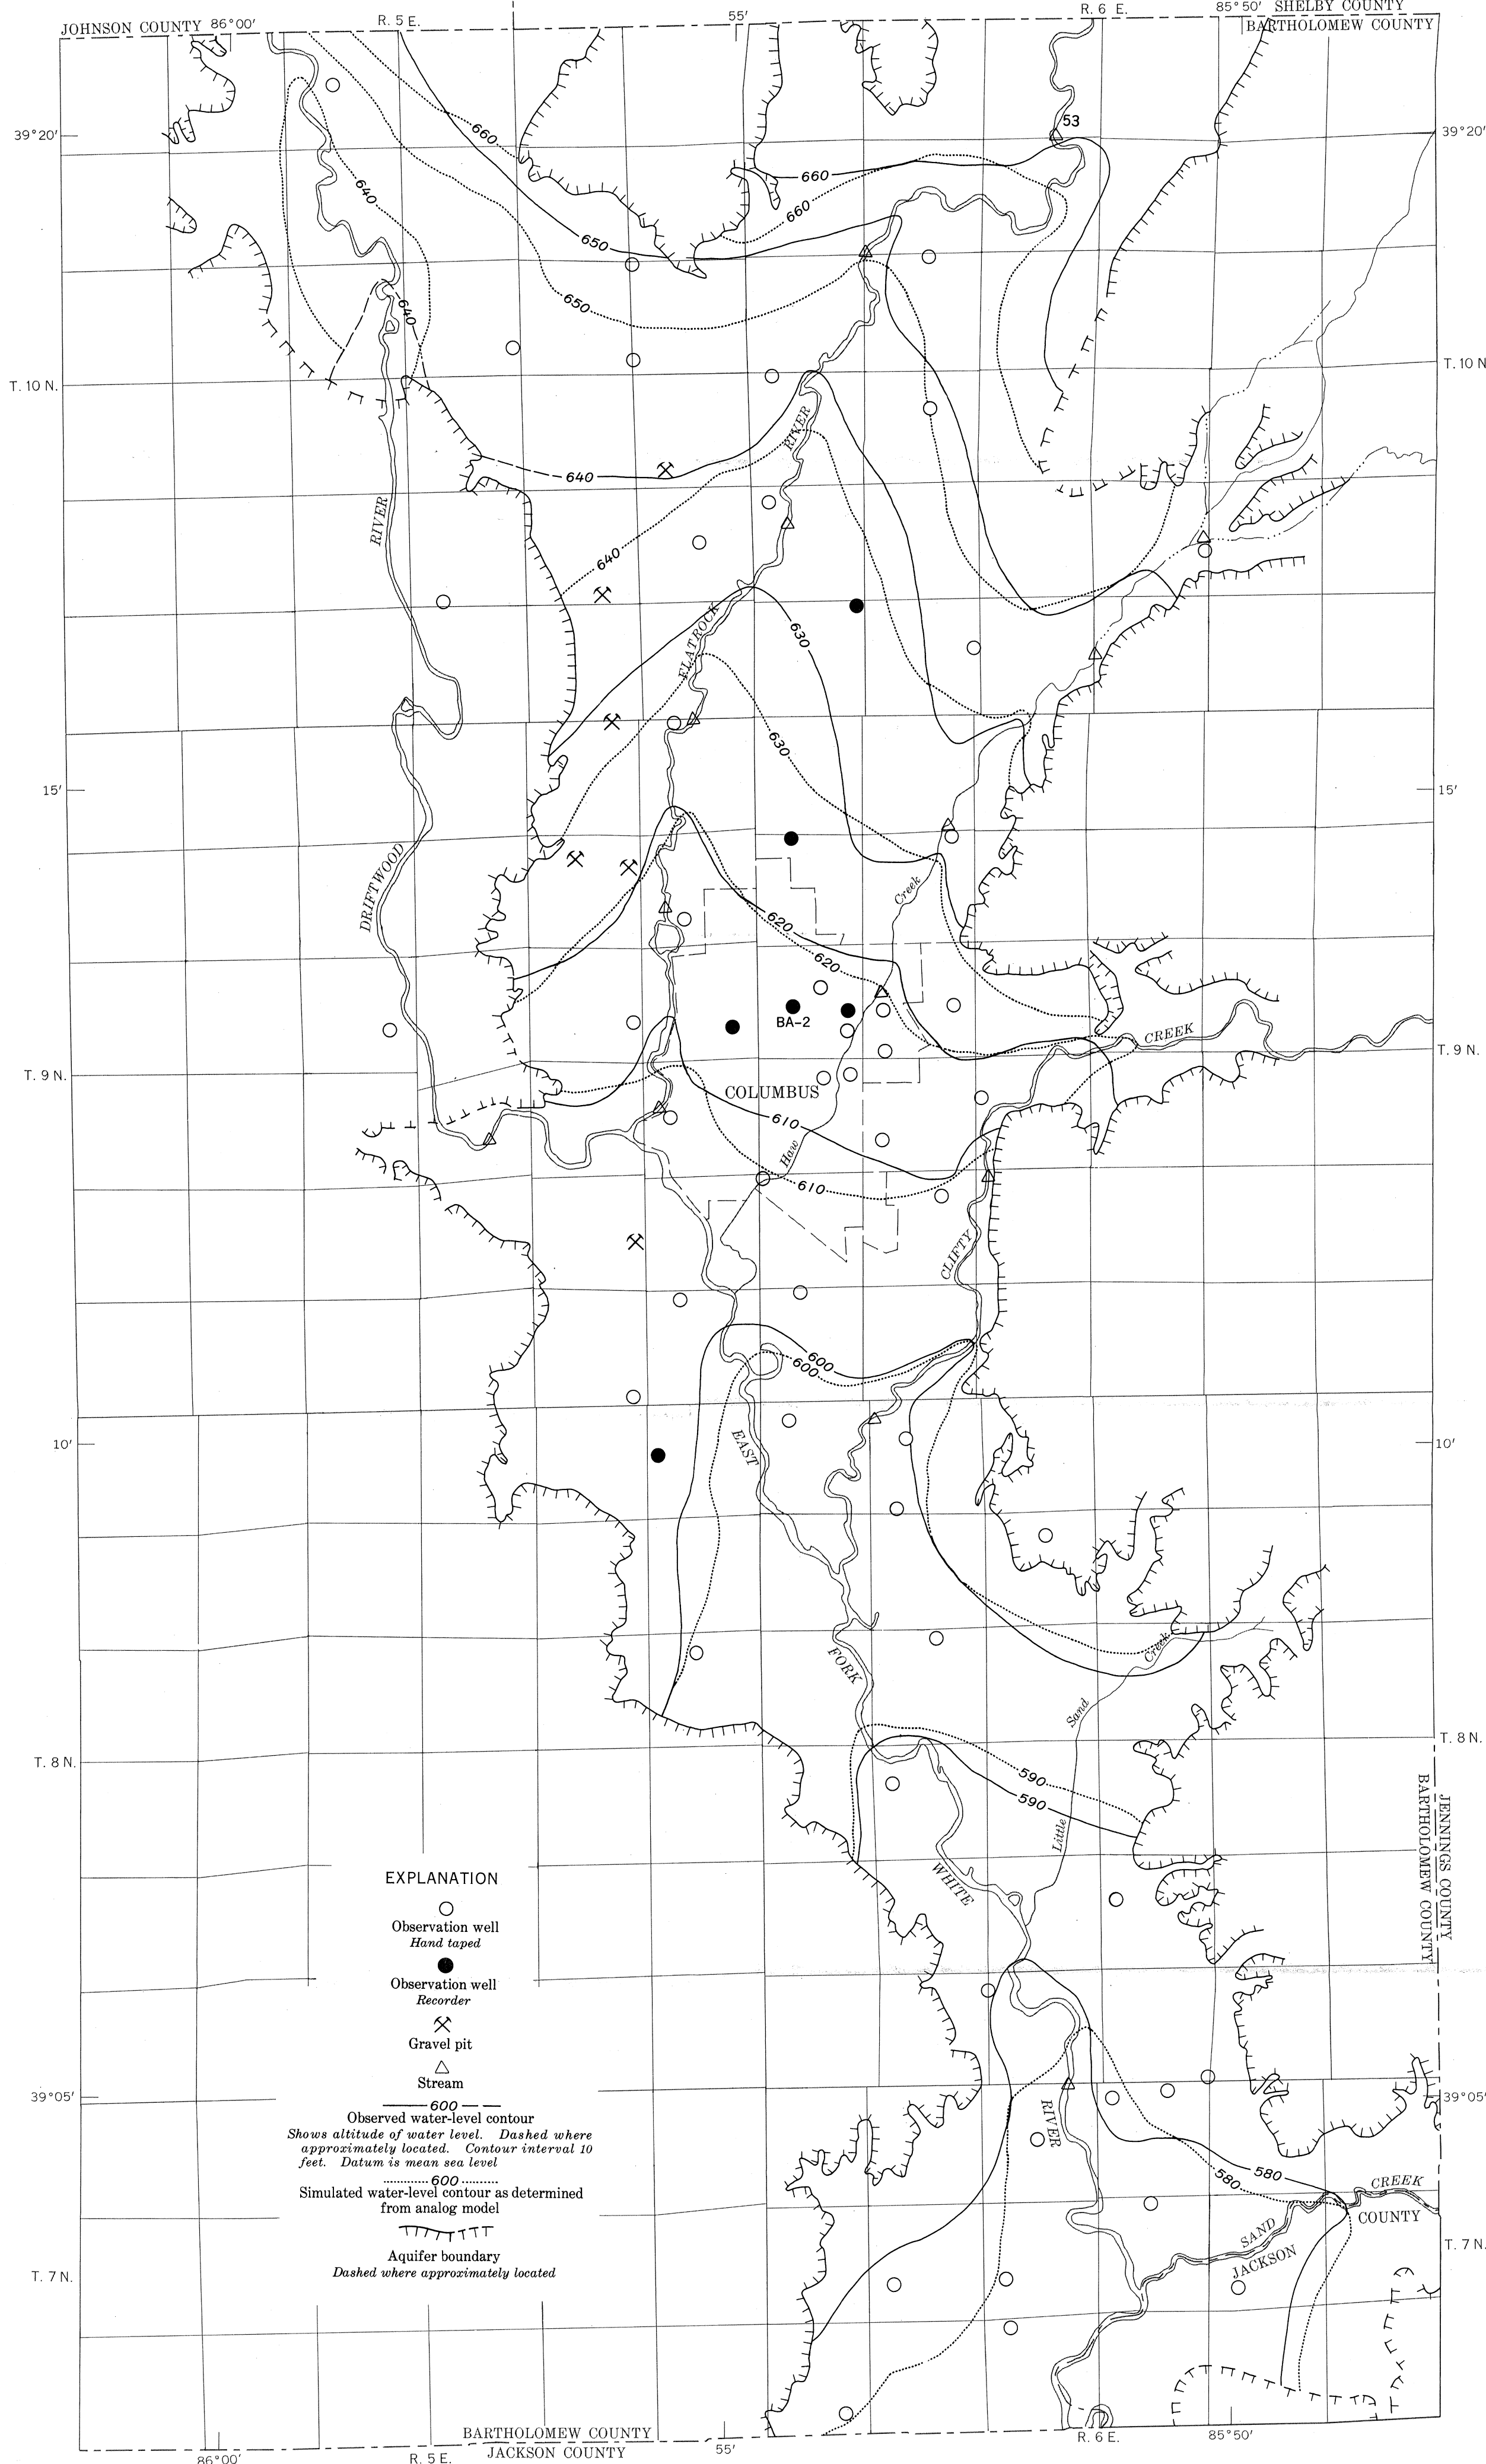 JOHNSON COUNTY 86°00′ R. 5 E. 55′ R. 6 E. 85°50′ SHELBY COUNTY
BARTHOLOMEW COUNTY
39°20′ 53 39°20′
660
660
640 660
650
650
640
T. 10 N. T. 10 N
RIVER
640
RIVER
640
FLATROCK
630
630
15′ 15′
DRIFTWOOD
Creek
620
620
BA-2
CREEK
T. 9 N. T. 9 N.
COLUMBUS
610
Haw
610
CLIFTY
600
600
10′ EAST 10′
FORK Creek
Sand
T. 8 N. T. 8 N.
590
590
JENNINGS COUNTY
BARTHOLOMEW COUNTY
Little
WHITE
EXPLANATION
Observation well
Hand taped
Observation well
Recorder
Gravel pit
Stream
600
Observed water-level contour
Shows altitude of water level. Dashed where
approximately located. Contour interval 10
feet. Datum is mean sea level
600
Simulated water-level contour as determined
from analog model
Aquifer boundary
Dashed where approximately located
39°05′ 39°05′
RIVER
580
580
CREEK
COUNTY
SAND
JACKSON
T. 7 N. T. 7 N.
BARTHOLOMEW COUNTY
JACKSON COUNTY
86°00′ R. 5 E. 55′ R. 6 E. 85°50′